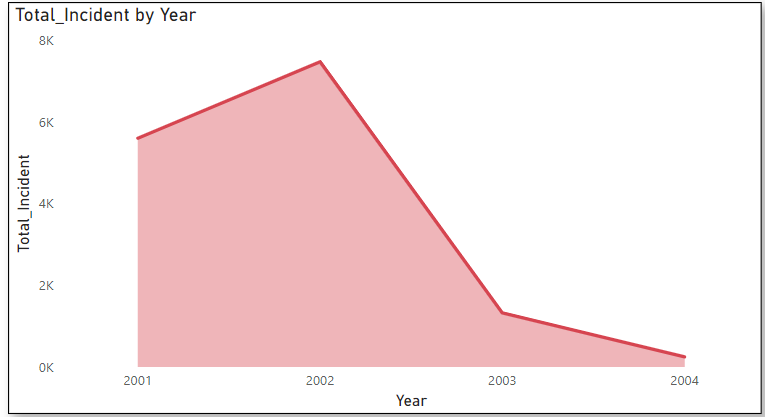 Total_Incident by Year
8K
6K
4K
2K
0K
Total_Incident
2001 2002 2003 2004
Year